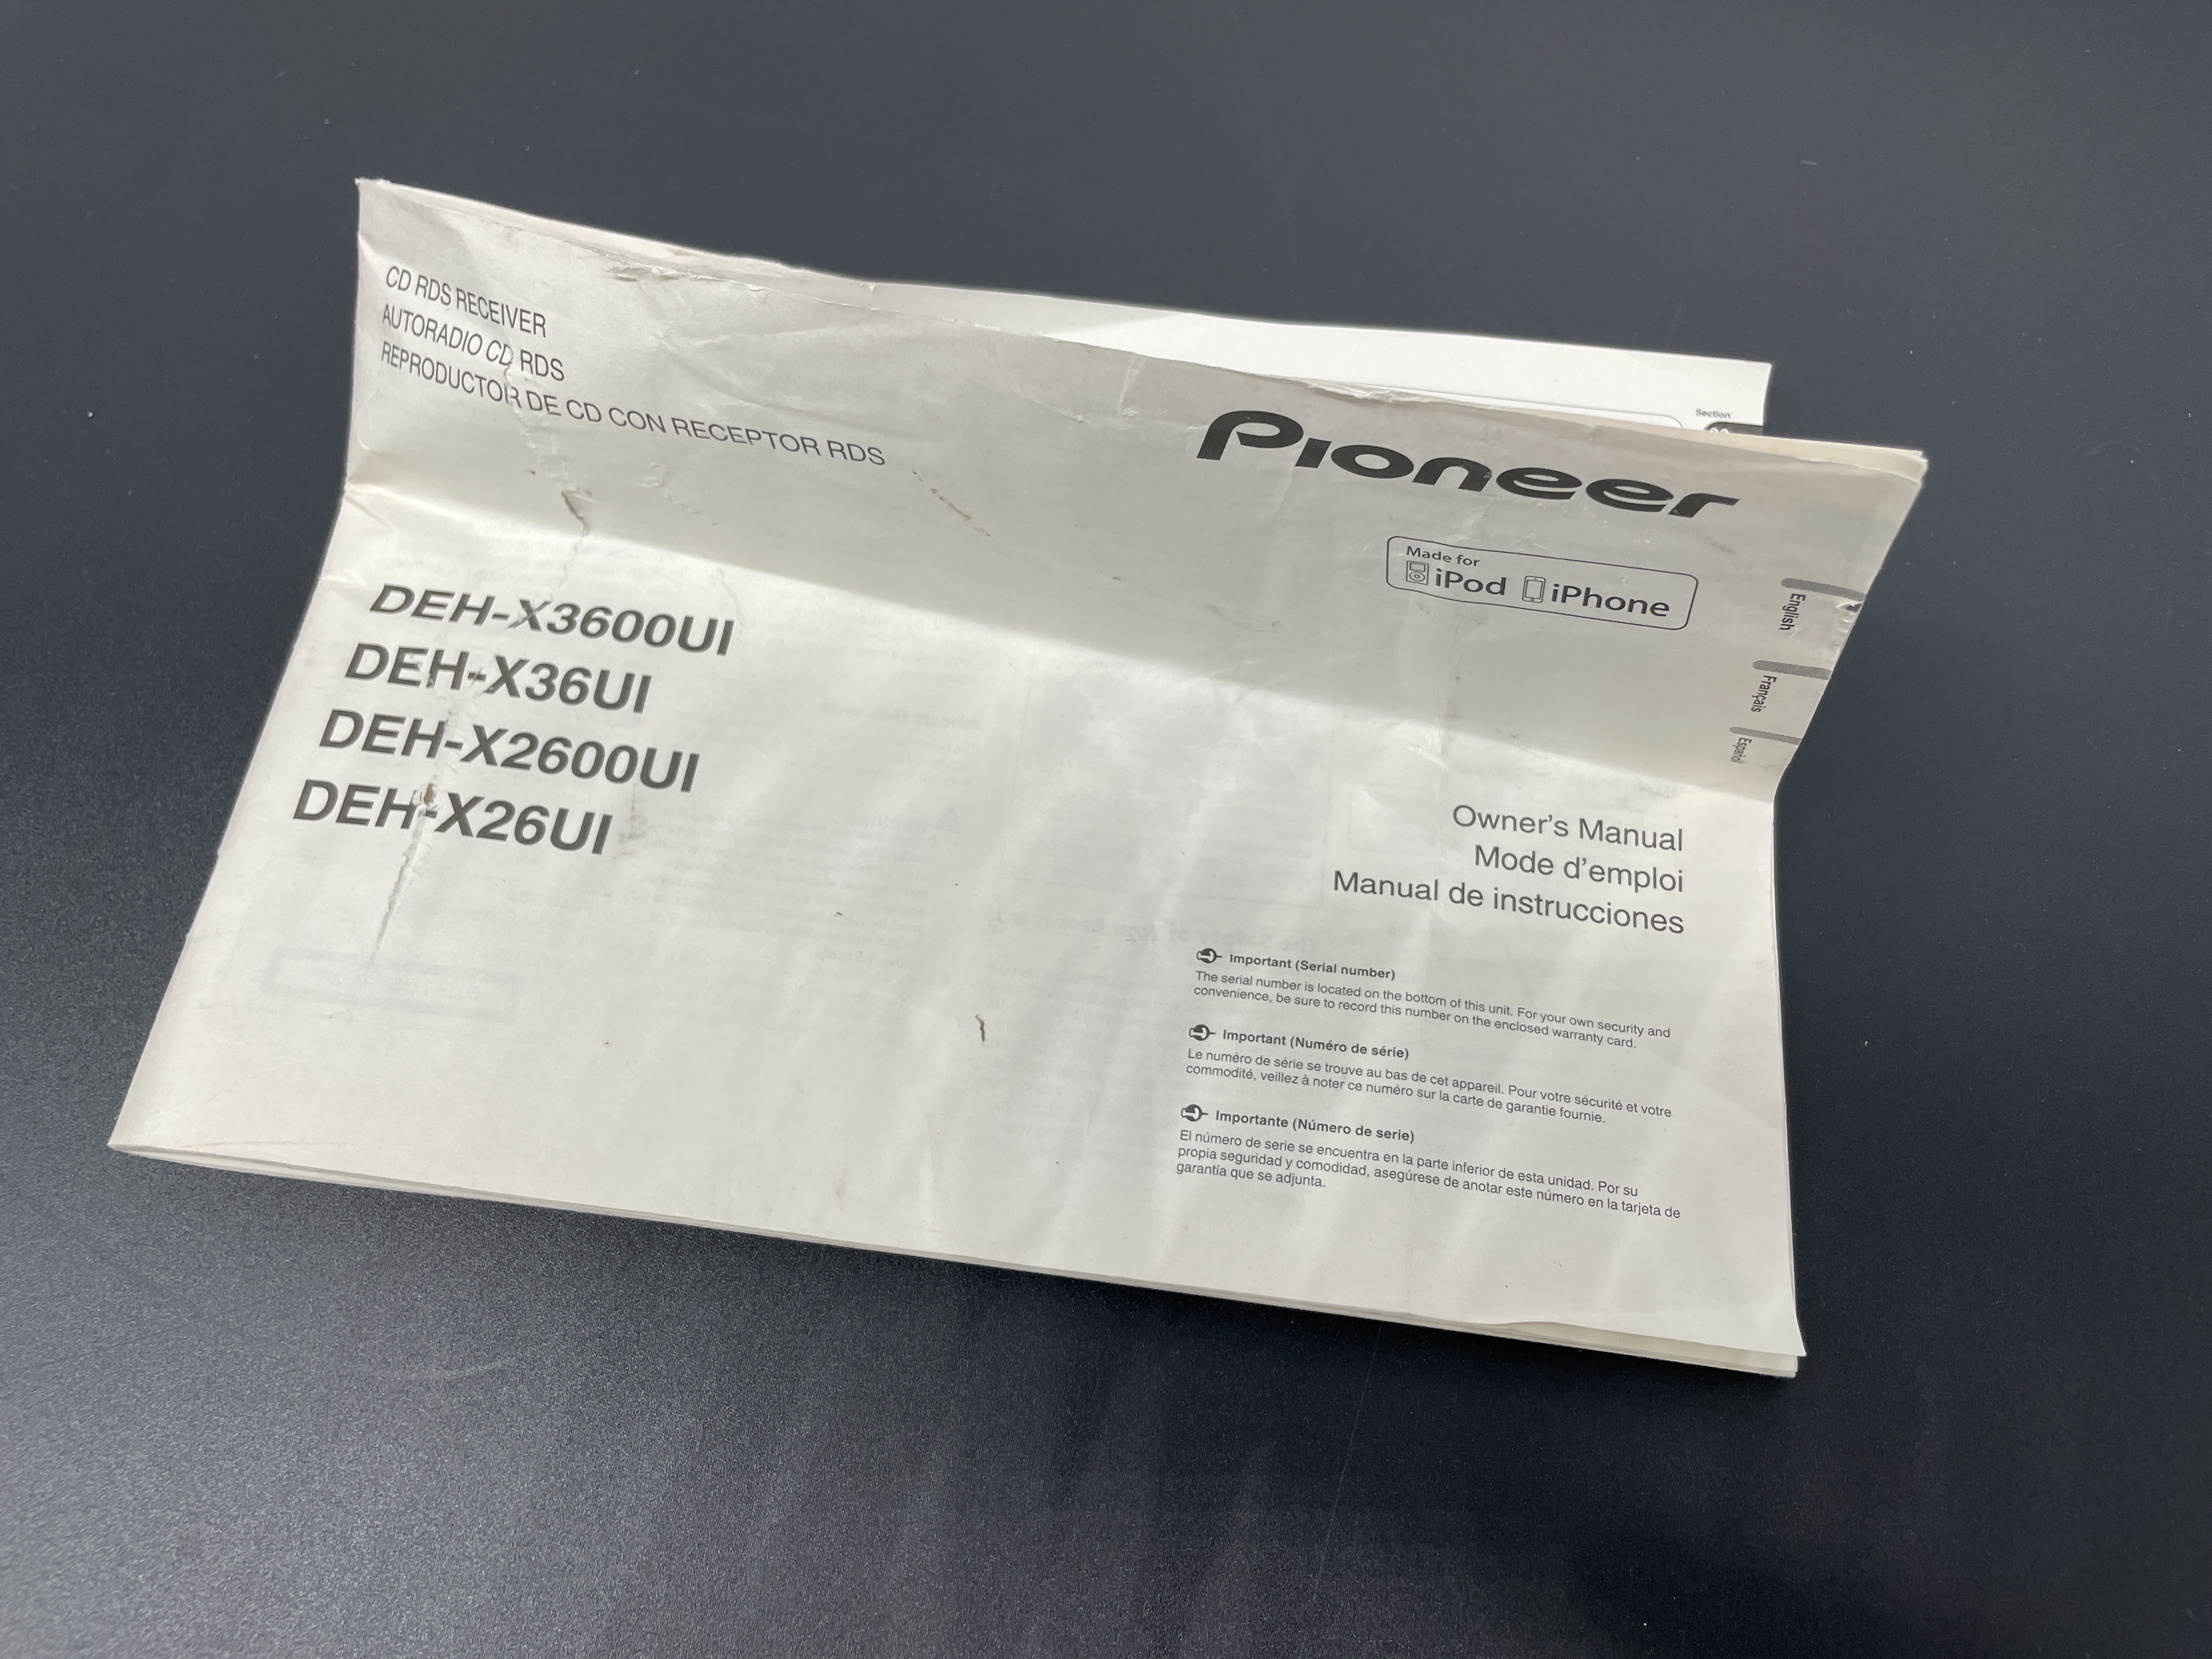 CD RDS RECEIVER
AUTORADIO CD RDS
REPRODUCTOR DE CD CON RECEPTOR RDS
Section
Pioneer
Made for
iPod iPhone
English
Français
Español
DEH-X3600UI
DEH-X36UI
DEH-X2600UI
DEH-X26UI
Owner's Manual
Mode d'emploi
Manual de instrucciones
Important (Serial number)
The serial number is located on the bottom of this unit. For your own security and
convenience, be sure to record this number on the enclosed warranty card.
Important (Numéro de série)
Le numéro de série se trouve au bas de cet appareil. Pour votre sécurité et votre
commodité, veillez à noter ce numéro sur la carte de garantie fournie.
Importante (Número de serie)
El número de serie se encuentra en la parte inferior de esta unidad. Por su
propia seguridad y comodidad, asegúrese de anotar este número en la tarjeta de
garantía que se adjunta.